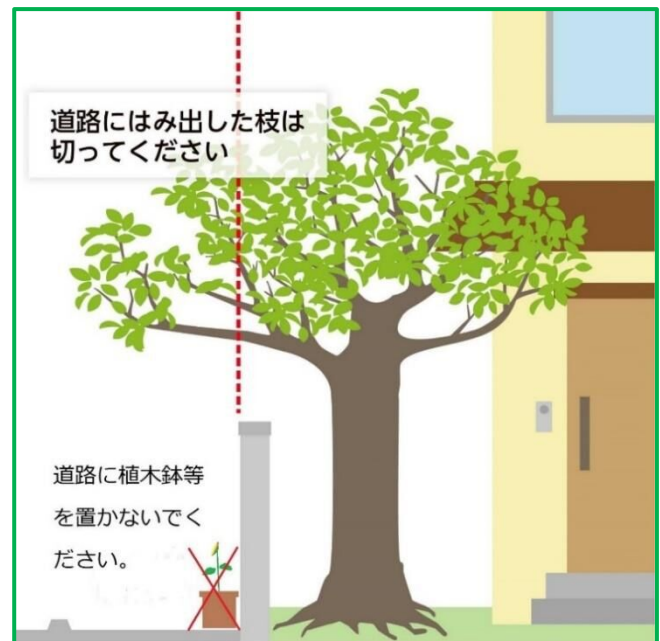 道路にはみ出した枝は
切ってください
道路に植木鉢等
を置かないでく
ださい。